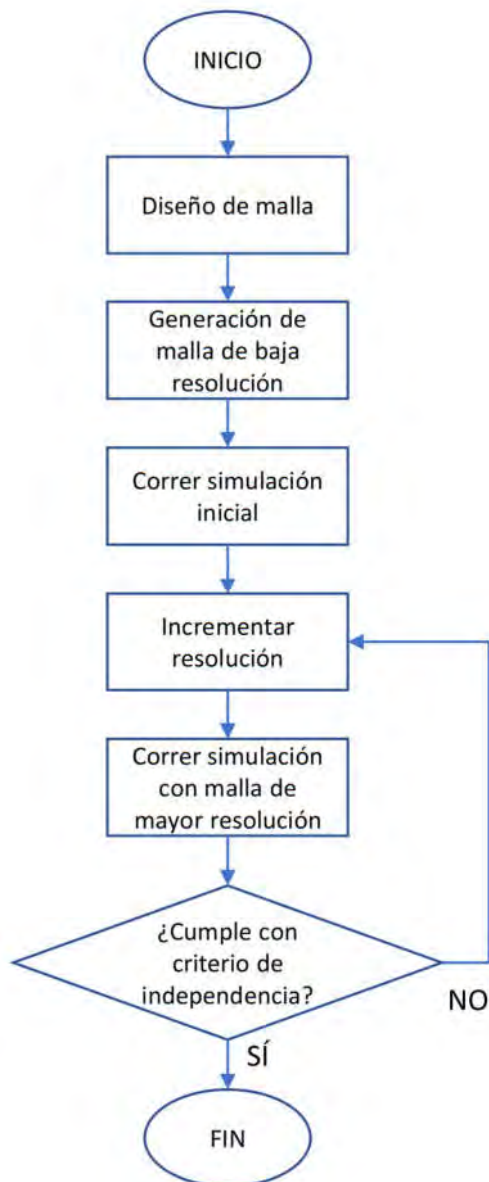 INICIO
Diseño de malla
Generación de
malla de baja
resolución
Correr simulación
inicial
Incrementar
resolución
Correr simulación
con malla de
mayor resolución
¿Cumple con
criterio de
independencia?
NO
SÍ
FIN